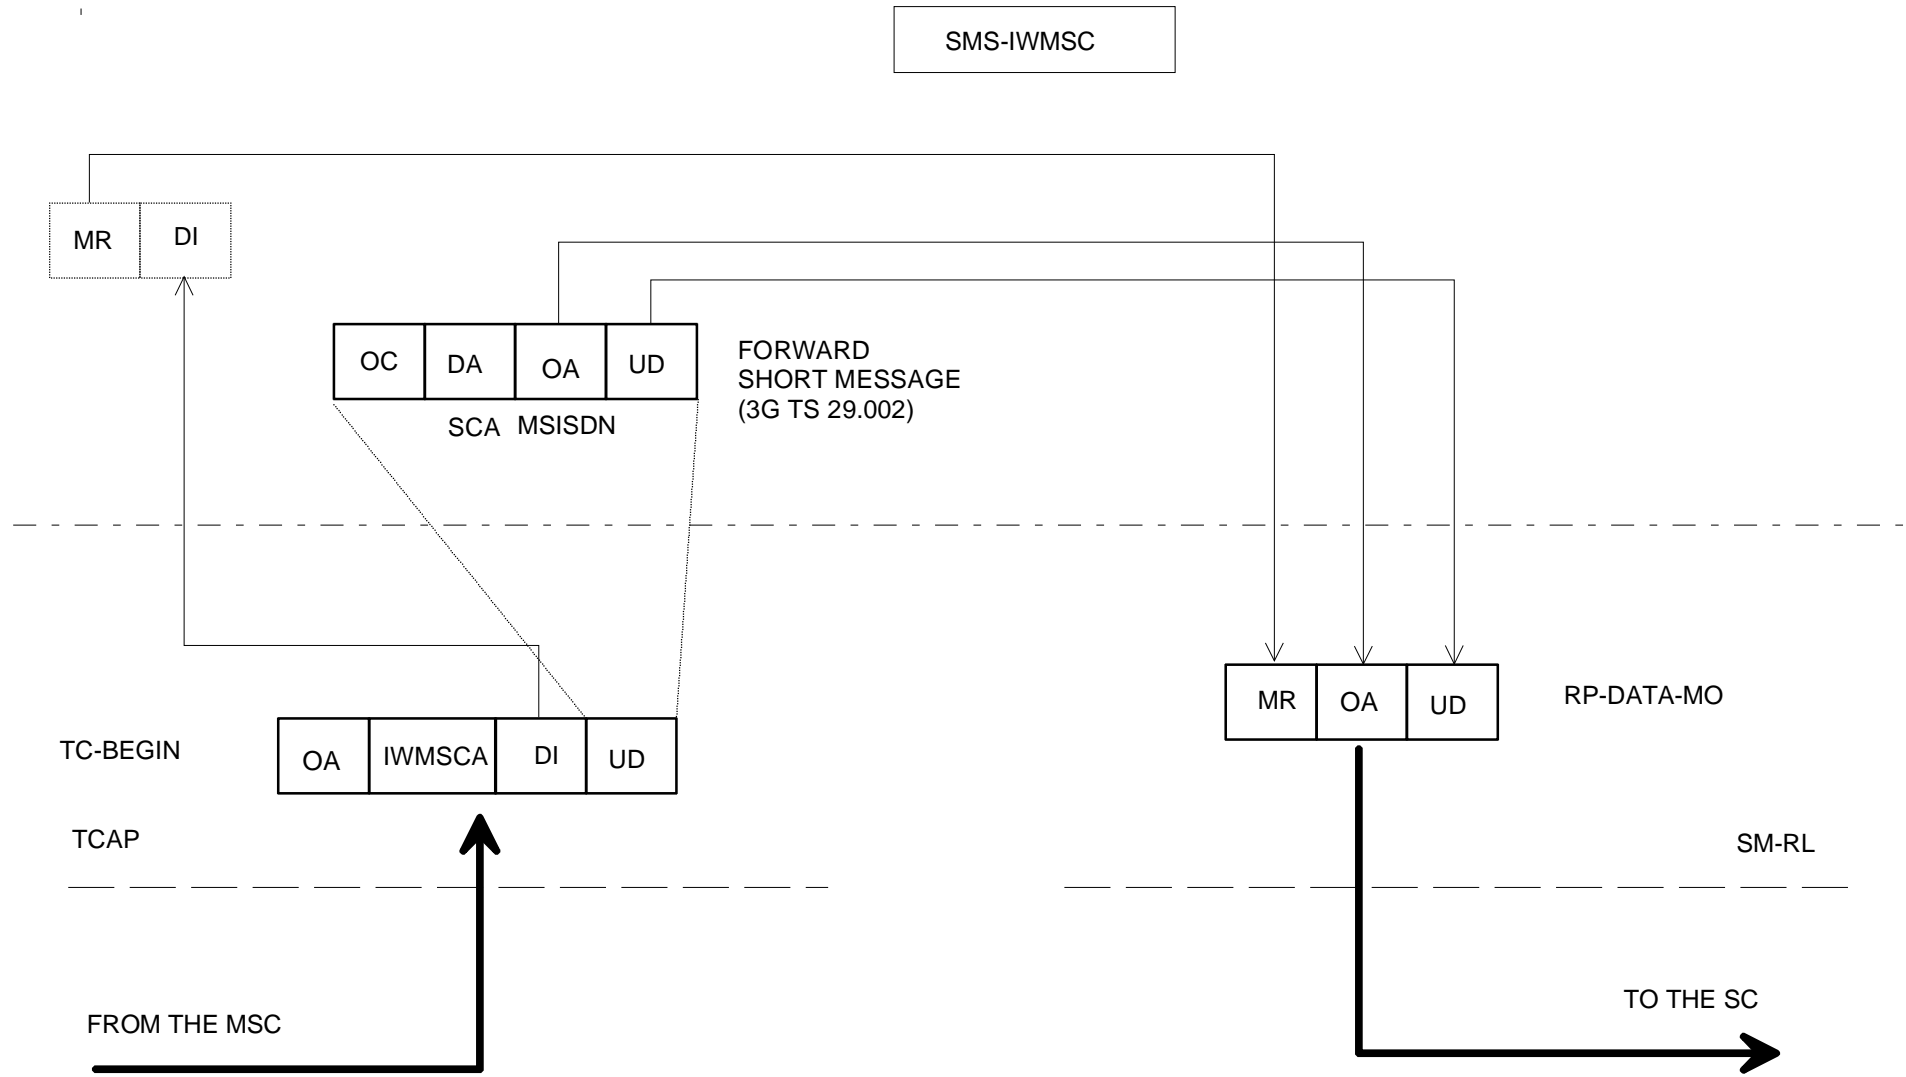 SMS-IWMSC
MR DI
OC DA OA UD
SCA MSISDN
FORWARD
SHORT MESSAGE
(3G TS 29.002)
MR OA UD
RP-DATA-MO
TC-BEGIN
OA IWMSCA DI UD
TCAP
SM-RL
TO THE SC
FROM THE MSC